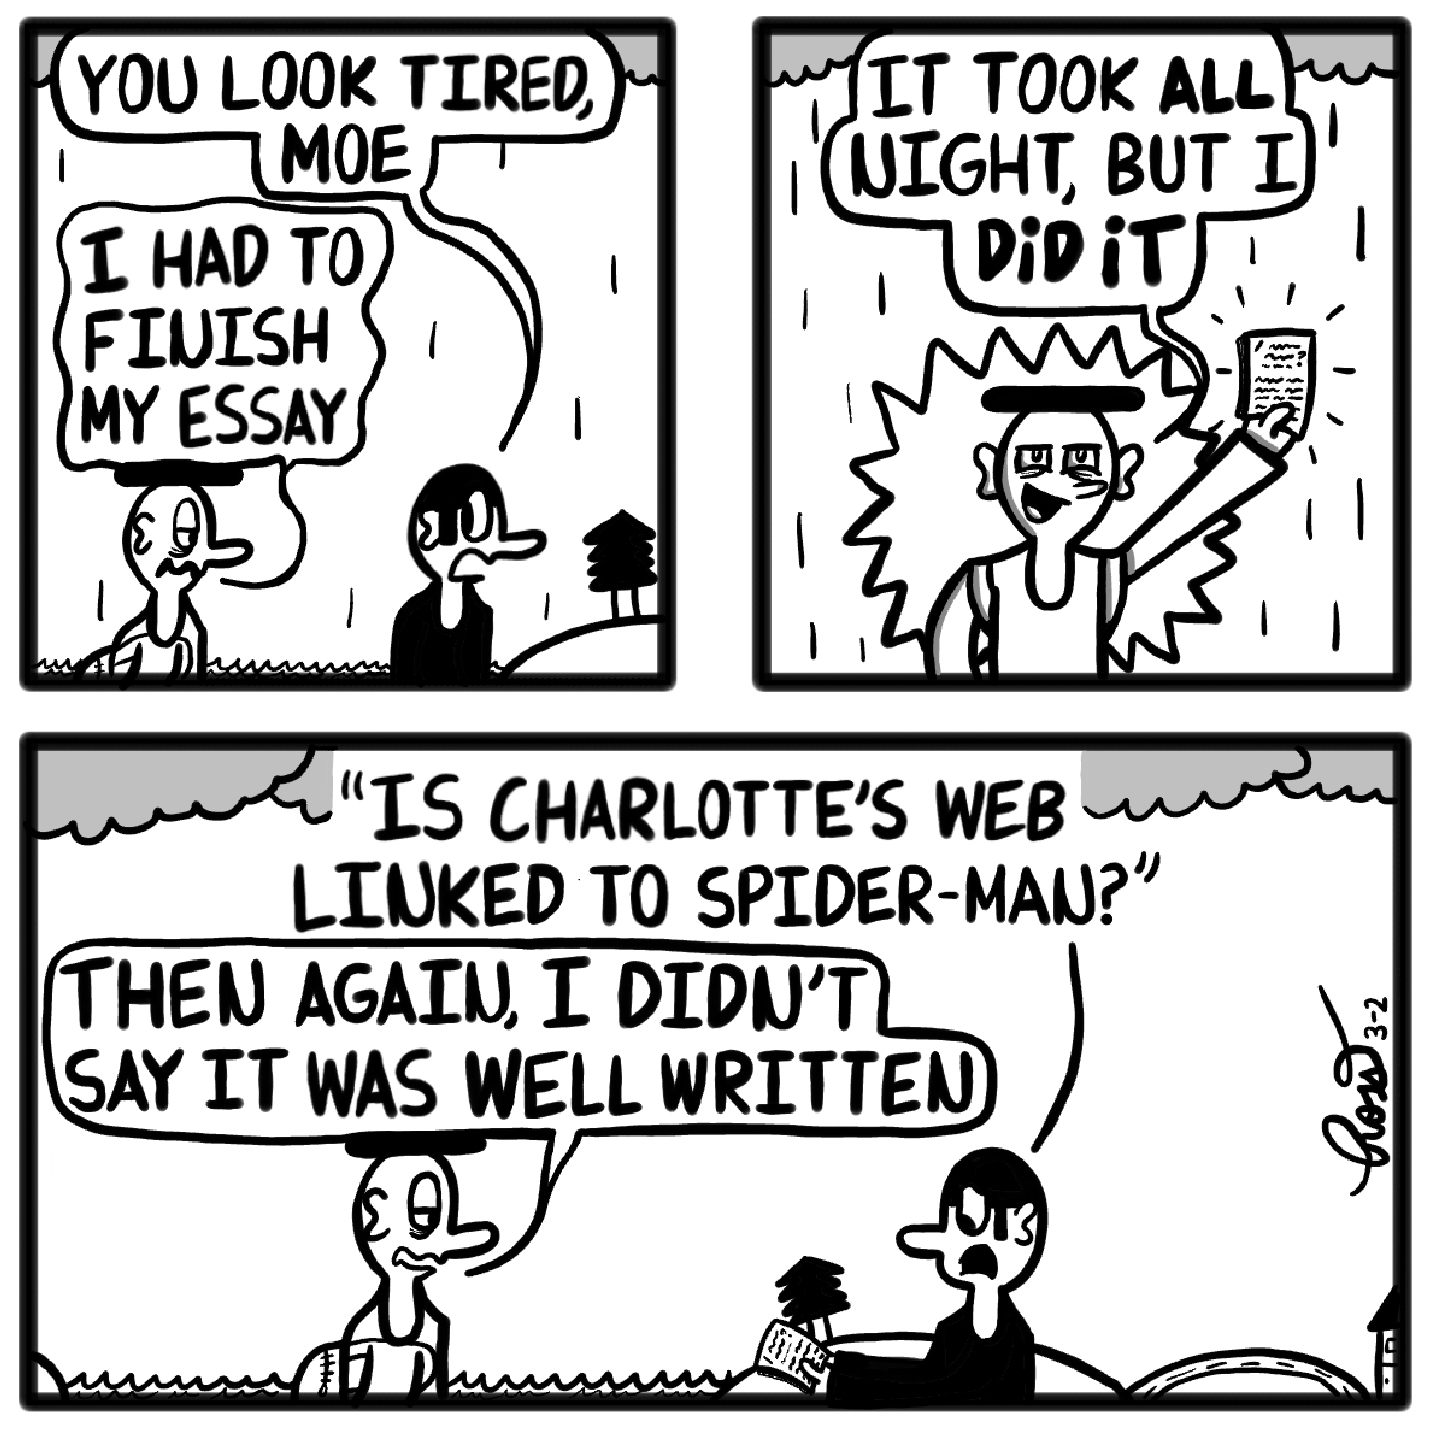 YOU LOOK TIRED,
MOE
I HAD TO
FINISH
MY ESSAY
IT TOOK ALL
NIGHT, BUT I
DiD iT
"IS CHARLOTTE'S WEB
LINKED TO SPIDER-MAN?"
THEN AGAIN, I DIDN'T
SAY IT WAS WELL WRITTEN
Ross 3-2